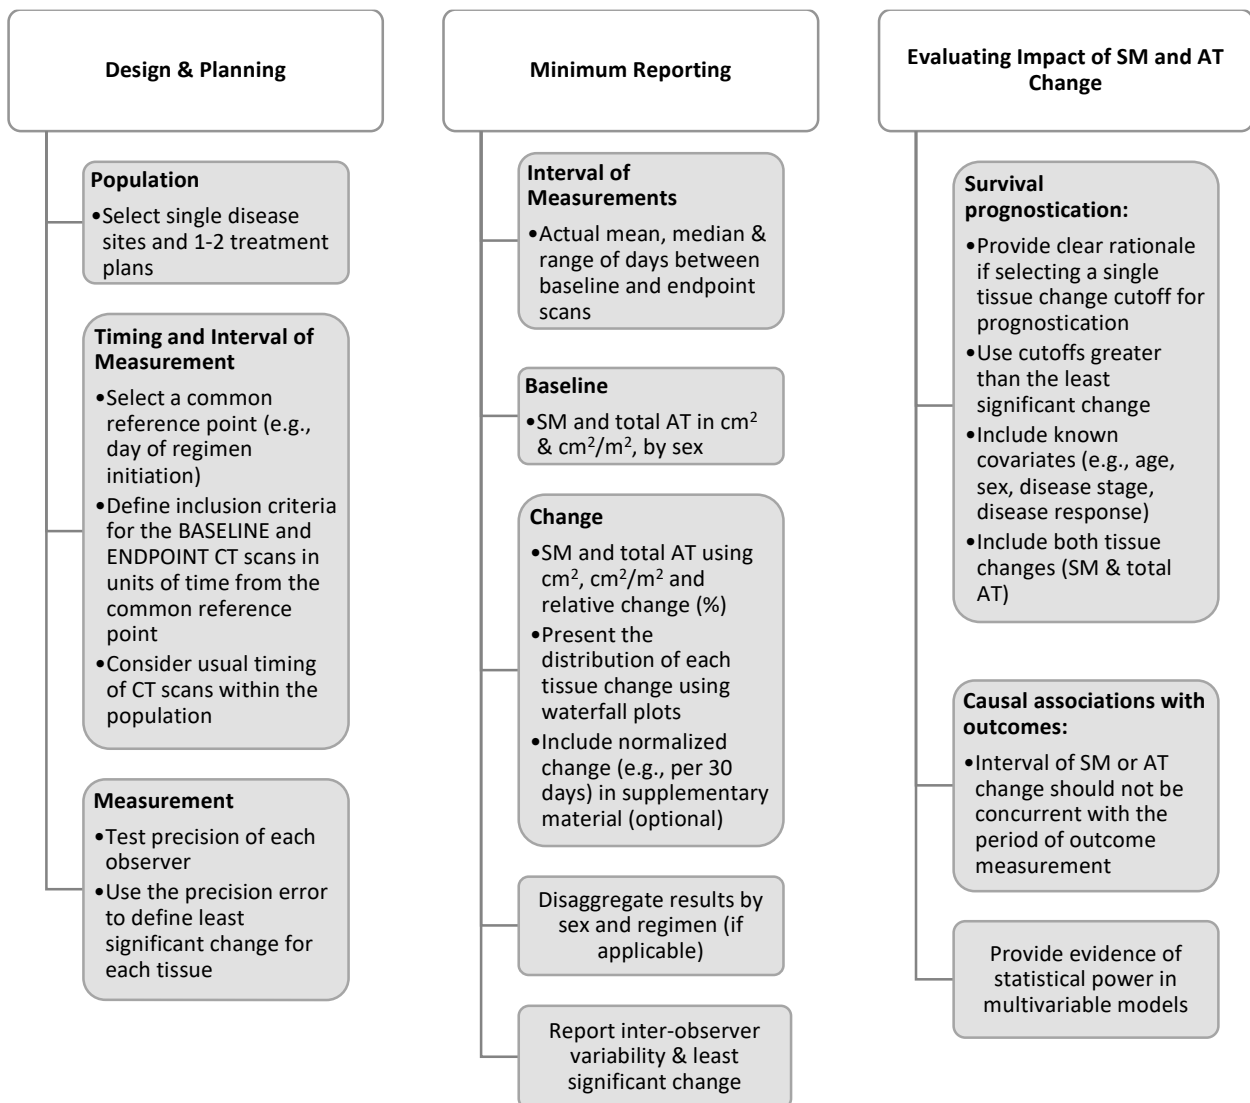 Design & Planning
Population
•Select single disease
sites and 1-2 treatment
plans
Timing and Interval of
Measurement
•Select a common
reference point (e.g.,
day of regimen
initiation)
•Define inclusion criteria
for the BASELINE and
ENDPOINT CT scans in
units of time from the
common reference
point
•Consider usual timing
of CT scans within the
population
Measurement
•Test precision of each
observer
•Use the precision error
to define least
significant change for
each tissue
Minimum Reporting
Interval of
Measurements
•Actual mean, median &
range of days between
baseline and endpoint
scans
Baseline
•SM and total AT in cm²
& cm²/m², by sex
Change
•SM and total AT using
cm², cm²/m² and
relative change (%)
•Present the
distribution of each
tissue change using
waterfall plots
•Include normalized
change (e.g., per 30
days) in supplementary
material (optional)
Disaggregate results by
sex and regimen (if
applicable)
Report inter-observer
variability & least
significant change
Evaluating Impact of SM and AT
Change
Survival
prognostication:
•Provide clear rationale
if selecting a single
tissue change cutoff for
prognostication
•Use cutoffs greater
than the least
significant change
•Include known
covariates (e.g., age,
sex, disease stage,
disease response)
•Include both tissue
changes (SM & total
AT)
Causal associations with
outcomes:
•Interval of SM or AT
change should not be
concurrent with the
period of outcome
measurement
Provide evidence of
statistical power in
multivariable models